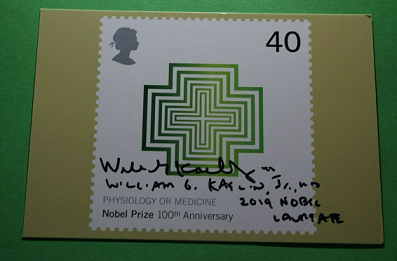 40
William G. Kaelin, Jr., MD
PHYSIOLOGY OR MEDICINE
2019 NOBEL
Nobel Prize 100th Anniversary
LAUREATE